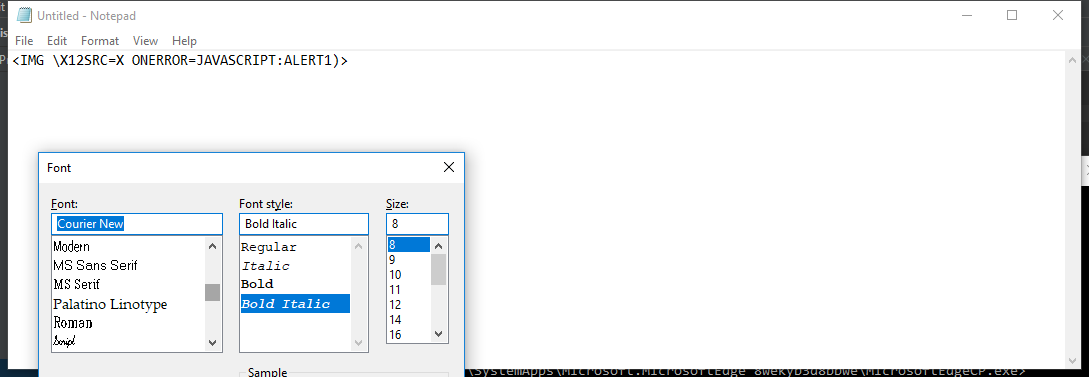 Untitled - Notepad
File Edit Format View Help
<IMG \X12SRC=X ONERROR=JAVASCRIPT:ALERT1)>
Font
Font: Font style: Size:
Courier New Bold Italic 8
Modern Regular 8
MS Sans Serif Italic 9
MS Serif Bold 10
Palatino Linotype Bold Italic 11
Roman 12
Script 14
16
Sample
\SystemApps\Microsoft.MicrosoftEdge_8wekyb3d8bbwe\MicrosoftEdgeCP.exe>